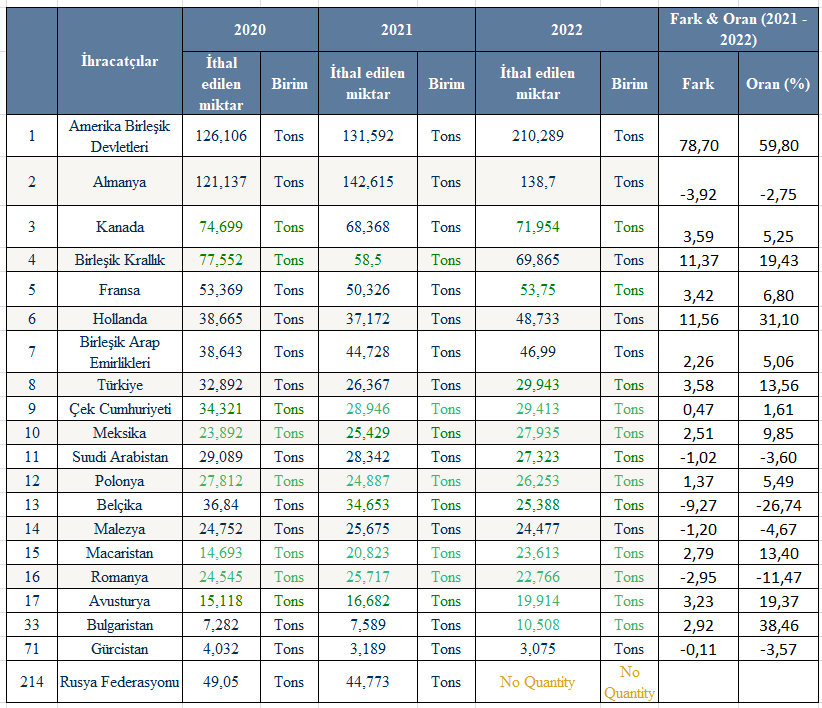 İhracatçılar 2020 2021 2022 Fark & Oran (2021 - 2022)
İthal edilen miktar Birim İthal edilen miktar Birim İthal edilen miktar Birim Fark Oran (%)
1 Amerika Birleşik Devletleri 126,106 Tons 131,592 Tons 210,289 Tons 78,70 59,80
2 Almanya 121,137 Tons 142,615 Tons 138,7 Tons -3,92 -2,75
3 Kanada 74,699 Tons 68,368 Tons 71,954 Tons 3,59 5,25
4 Birleşik Krallık 77,552 Tons 58,5 Tons 69,865 Tons 11,37 19,43
5 Fransa 53,369 Tons 50,326 Tons 53,75 Tons 3,42 6,80
6 Hollanda 38,665 Tons 37,172 Tons 48,733 Tons 11,56 31,10
7 Birleşik Arap Emirlikleri 38,643 Tons 44,728 Tons 46,99 Tons 2,26 5,06
8 Türkiye 32,892 Tons 26,367 Tons 29,943 Tons 3,58 13,56
9 Çek Cumhuriyeti 34,321 Tons 28,946 Tons 29,413 Tons 0,47 1,61
10 Meksika 23,892 Tons 25,429 Tons 27,935 Tons 2,51 9,85
11 Suudi Arabistan 29,089 Tons 28,342 Tons 27,323 Tons -1,02 -3,60
12 Polonya 27,812 Tons 24,887 Tons 26,253 Tons 1,37 5,49
13 Belçika 36,84 Tons 34,653 Tons 25,388 Tons -9,27 -26,74
14 Malezya 24,752 Tons 25,675 Tons 24,477 Tons -1,20 -4,67
15 Macaristan 14,693 Tons 20,823 Tons 23,613 Tons 2,79 13,40
16 Romanya 24,545 Tons 25,717 Tons 22,766 Tons -2,95 -11,47
17 Avusturya 15,118 Tons 16,682 Tons 19,914 Tons 3,23 19,37
33 Bulgaristan 7,282 Tons 7,589 Tons 10,508 Tons 2,92 38,46
71 Gürcistan 4,032 Tons 3,189 Tons 3,075 Tons -0,11 -3,57
214 Rusya Federasyonu 49,05 Tons 44,773 Tons No Quantity No Quantity